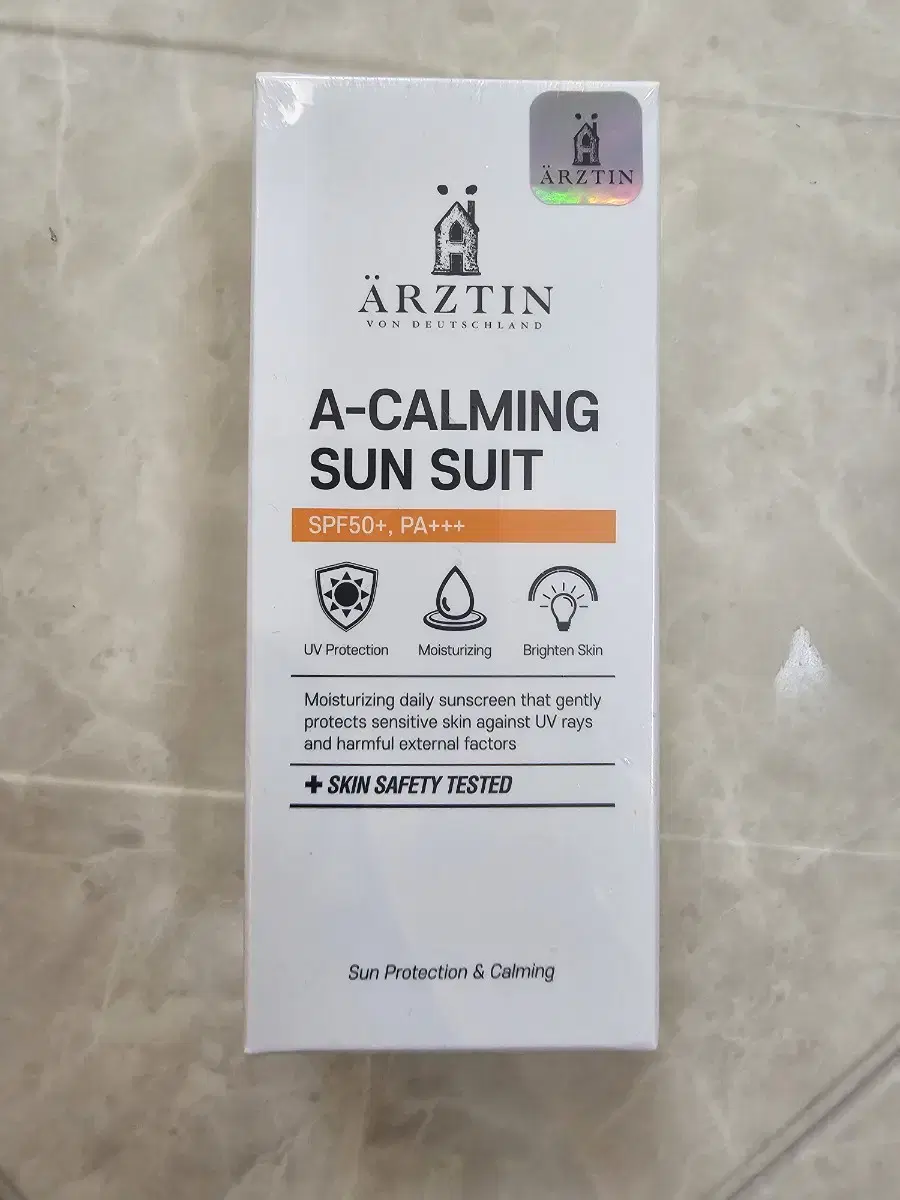 ÄRZTIN
ÄRZTIN
VON DEUTSCHLAND
A-CALMING
SUN SUIT
SPF50+, PA+++
UV Protection
Moisturizing
Brighten Skin
Moisturizing daily sunscreen that gently
protects sensitive skin against UV rays
and harmful external factors
+ SKIN SAFETY TESTED
Sun Protection & Calming